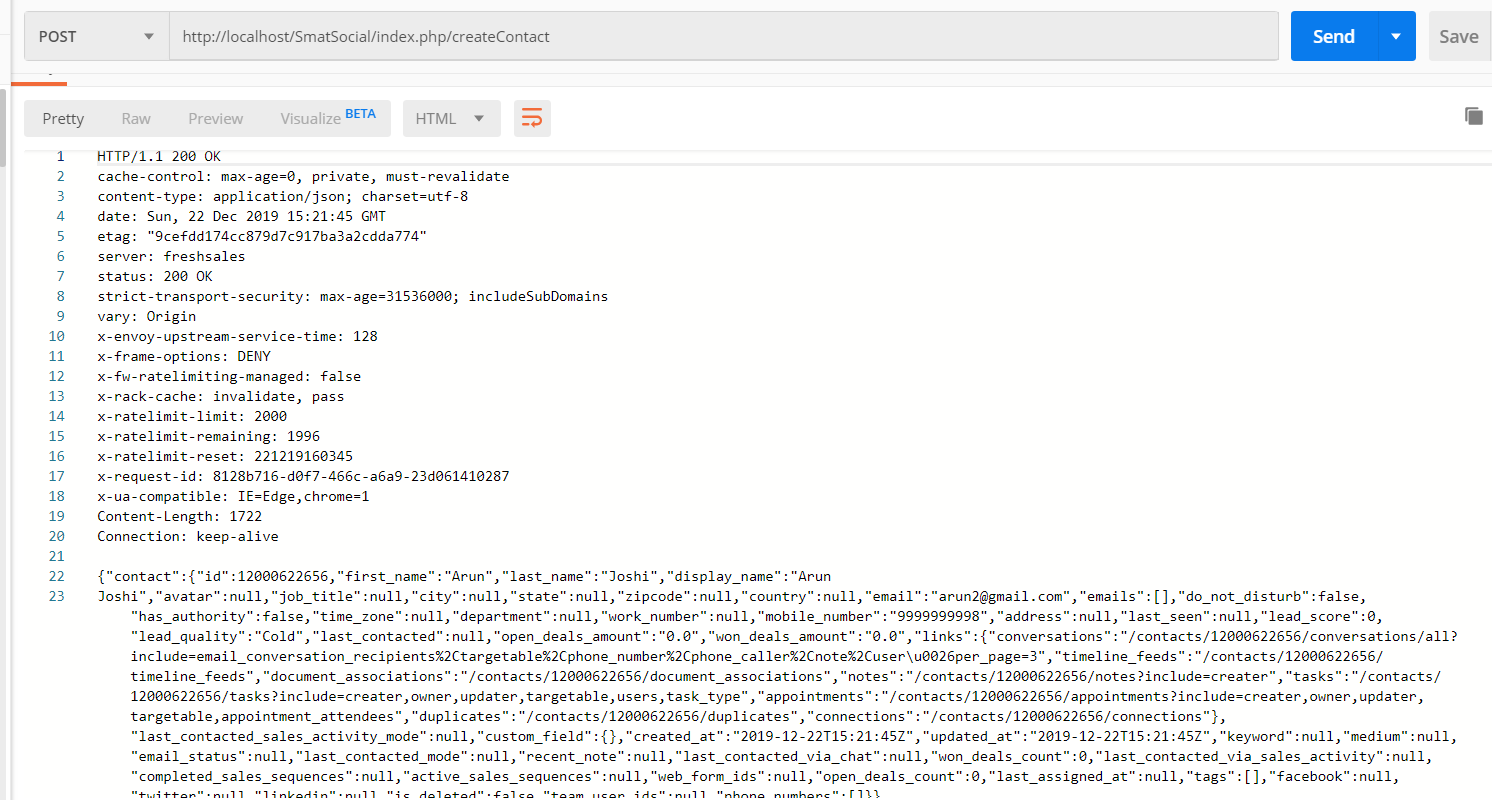 POST http://localhost/SmatSocial/index.php/createContact Send Save
Pretty Raw Preview Visualize BETA HTML
1 HTTP/1.1 200 OK
2 cache-control: max-age=0, private, must-revalidate
3 content-type: application/json; charset=utf-8
4 date: Sun, 22 Dec 2019 15:21:45 GMT
5 etag: "9cefdd174cc879d7c917ba3a2cdda774"
6 server: freshsales
7 status: 200 OK
8 strict-transport-security: max-age=31536000; includeSubDomains
9 vary: Origin
10 x-envoy-upstream-service-time: 128
11 x-frame-options: DENY
12 x-fw-ratelimiting-managed: false
13 x-rack-cache: invalidate, pass
14 x-ratelimit-limit: 2000
15 x-ratelimit-remaining: 1996
16 x-ratelimit-reset: 221219160345
17 x-request-id: 8128b716-d0f7-466c-a6a9-23d061410287
18 x-ua-compatible: IE=Edge,chrome=1
19 Content-Length: 1722
20 Connection: keep-alive
21
22 {"contact":{"id":12000622656,"first_name":"Arun","last_name":"Joshi","display_name":"Arun
23 Joshi","avatar":null,"job_title":null,"city":null,"state":null,"zipcode":null,"country":null,"email":"arun2@gmail.com","emails":[],"do_not_disturb":false,
"has_authority":false,"time_zone":null,"department":null,"work_number":null,"mobile_number":"9999999998","address":null,"last_seen":null,"lead_score":0,
"lead_quality":"Cold","last_contacted":null,"open_deals_amount":"0.0","won_deals_amount":"0.0","links":{"conversations":"/contacts/12000622656/conversations/all?
include=email_conversation_recipients%2Ctargetable%2Cphone_number%2Cphone_caller%2Cnote%2Cuser\u0026per_page=3","timeline_feeds":"/contacts/12000622656/
timeline_feeds","document_associations":"/contacts/12000622656/document_associations","notes":"/contacts/12000622656/notes?include=creater","tasks":"/contacts/
12000622656/tasks?include=creater,owner,updater,targetable,users,task_type","appointments":"/contacts/12000622656/appointments?include=creater,owner,updater,
targetable,appointment_attendees","duplicates":"/contacts/12000622656/duplicates","connections":"/contacts/12000622656/connections"},
"last_contacted_sales_activity_mode":null,"custom_field":{},"created_at":"2019-12-22T15:21:45Z","updated_at":"2019-12-22T15:21:45Z","keyword":null,"medium":null,
"email_status":null,"last_contacted_mode":null,"recent_note":null,"last_contacted_via_chat":null,"won_deals_count":0,"last_contacted_via_sales_activity":null,
"completed_sales_sequences":null,"active_sales_sequences":null,"web_form_ids":null,"open_deals_count":0,"last_assigned_at":null,"tags":[],"facebook":null,
"twitter":null,"linkedin":null,"is_deleted":false,"team_user_ids":null,"phone_numbers":[]}}